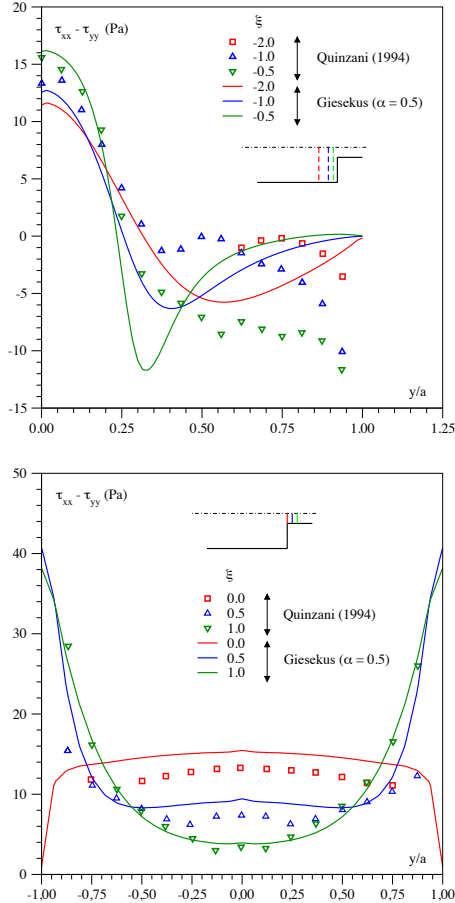 20
τxx - τyy (Pa)
ξ
-2.0
-1.0
-0.5
Quinzani (1994)
-2.0
-1.0
-0.5
Giesekus (α = 0.5)
15
10
5
0
-5
-10
-15
y/a
0.00 0.25 0.50 0.75 1.00 1.25
50
τxx - τyy (Pa)
40
ξ
0.0
0.5
1.0
Quinzani (1994)
0.0
0.5
1.0
Giesekus (α = 0.5)
30
20
10
0
y/a
-1,00 -0,75 -0,50 -0,25 0,00 0,25 0,50 0,75 1,00